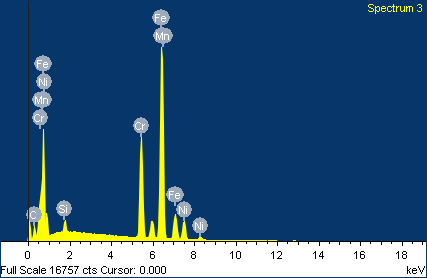 Spectrum 3
Fe
Mn
Fe
Ni
Mn
Cr
Cr
Fe
Ni
C
Si
Ni
0 2 4 6 8 10 12 14 16 18
Full Scale 16757 cts Cursor: 0.000 keV